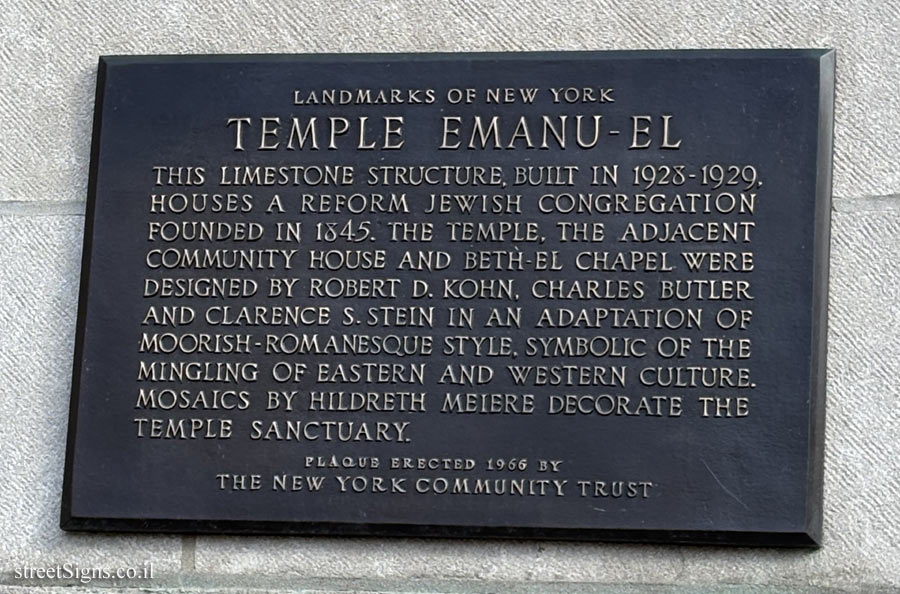 LANDMARKS OF NEW YORK
TEMPLE EMANU-EL
THIS LIMESTONE STRUCTURE, BUILT IN 1928-1929,
HOUSES A REFORM JEWISH CONGREGATION
FOUNDED IN 1845. THE TEMPLE, THE ADJACENT
COMMUNITY HOUSE AND BETH-EL CHAPEL WERE
DESIGNED BY ROBERT D. KOHN, CHARLES BUTLER
AND CLARENCE S. STEIN IN AN ADAPTATION OF
MOORISH-ROMANESQUE STYLE, SYMBOLIC OF THE
MINGLING OF EASTERN AND WESTERN CULTURE.
MOSAICS BY HILDRETH MEIERE DECORATE THE
TEMPLE SANCTUARY.
PLAQUE ERECTED 1966 BY
THE NEW YORK COMMUNITY TRUST
streetSigns.co.il